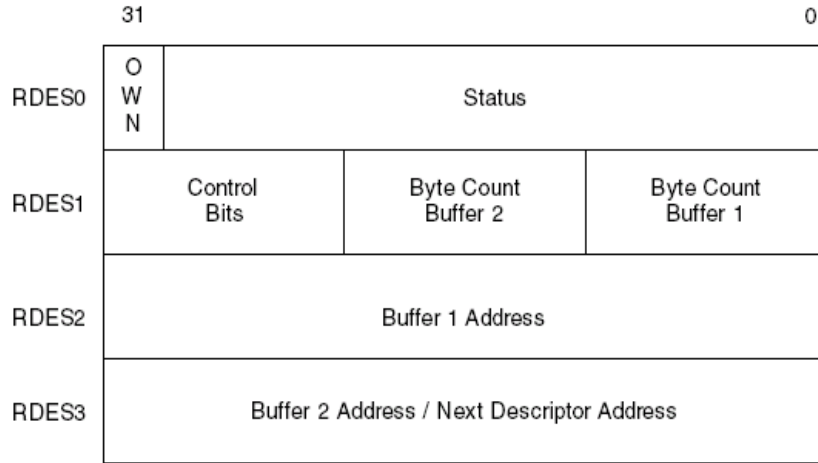 31 0
RDES0
O
W
N
Status
RDES1
Control
Bits
Byte Count
Buffer 2
Byte Count
Buffer 1
RDES2
Buffer 1 Address
RDES3
Buffer 2 Address / Next Descriptor Address